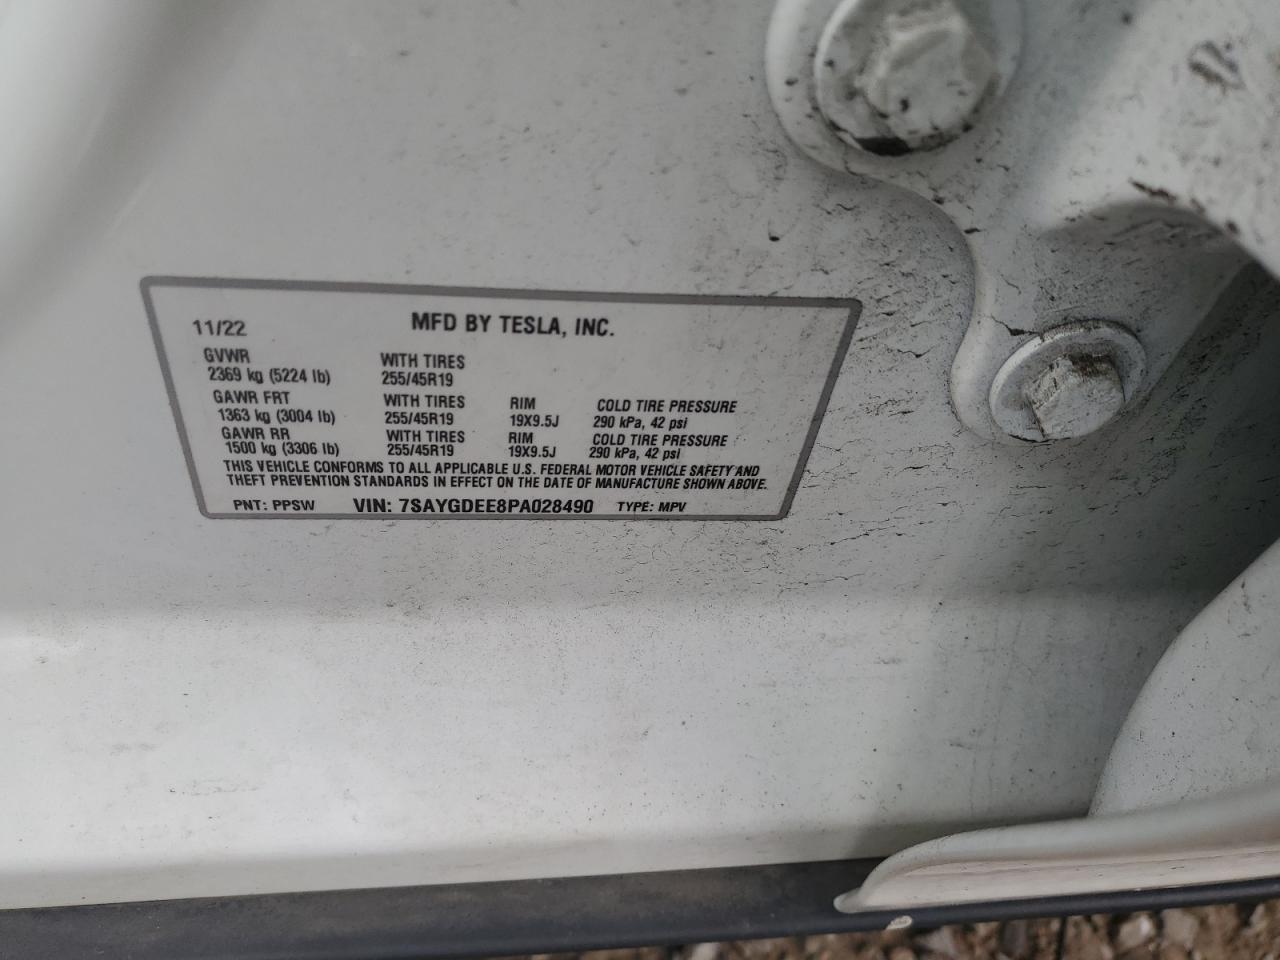 11/22 MFD BY TESLA, INC.
GVWR WITH TIRES
2369 kg (5224 lb) 255/45R19
GAWR FRT WITH TIRES RIM COLD TIRE PRESSURE
1363 kg (3004 lb) 255/45R19 19X9.5J 290 kPa, 42 psi
GAWR RR WITH TIRES RIM COLD TIRE PRESSURE
1500 kg (3306 lb) 255/45R19 19X9.5J 290 kPa, 42 psi
THIS VEHICLE CONFORMS TO ALL APPLICABLE U.S. FEDERAL MOTOR VEHICLE SAFETY AND
THEFT PREVENTION STANDARDS IN EFFECT ON THE DATE OF MANUFACTURE SHOWN ABOVE.
PNT: PPSW VIN: 7SAYGDEE8PA028490 TYPE: MPV